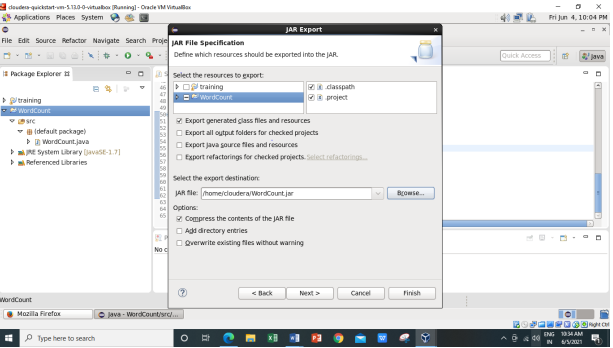 cloudera-quickstart-vm-5.13.0-0-virtualbox [Running] - Oracle VM VirtualBox
Applications Places System
Fri Jun 4, 10:04 PM
JAR Export
File Edit Source Refactor Navigate Search Proje
JAR File Specification
Define which resources should be exported into the JAR.
Quick Access
Java
Package Explorer
Select the resources to export:
training
WordCount
.classpath
.project
training
WordCount
src
(default package)
WordCount.java
JRE System Library [JavaSE-1.7]
Referenced Libraries
46
47
48
49
50
51
52
53
54
55
56
57
58
59
60
61
62
63
64
65
Export generated class files and resources
Export all output folders for checked projects
Export Java source files and resources
Export refactorings for checked projects. Select refactorings...
Select the export destination:
JAR file: /home/cloudera/WordCount.jar
Browse...
Options:
Compress the contents of the JAR file
Add directory entries
Overwrite existing files without warning
No c
< Back
Next >
Cancel
Finish
WordCount
Mozilla Firefox
Java - WordCount/src/...
Right Ctrl
Type here to search
ENG
IN
10:34 AM
6/5/2021